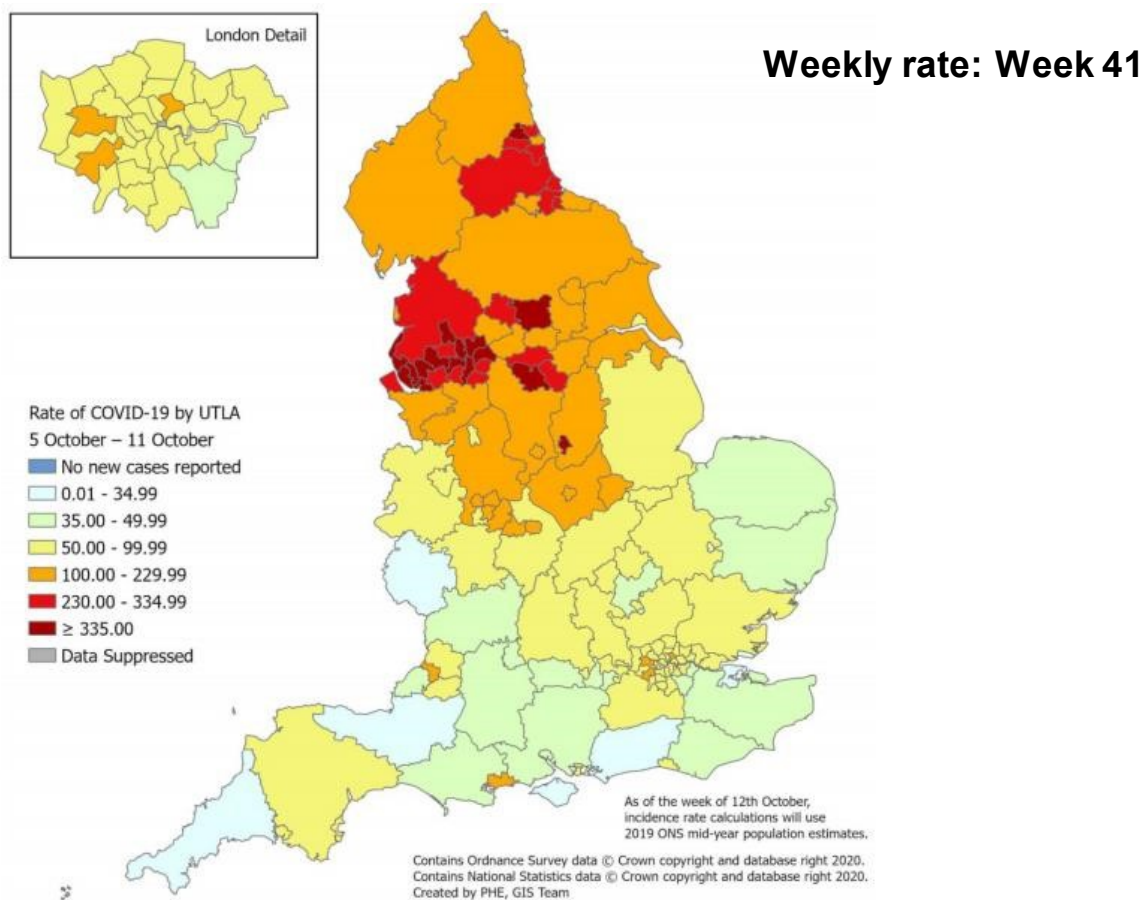 London Detail
Weekly rate: Week 41
Rate of COVID-19 by UTLA
5 October – 11 October
No new cases reported
0.01 - 34.99
35.00 - 49.99
50.00 - 99.99
100.00 - 229.99
230.00 - 334.99
≥ 335.00
Data Suppressed
As of the week of 12th October,
incidence rate calculations will use
2019 ONS mid-year population estimates.
Contains Ordnance Survey data © Crown copyright and database right 2020.
Contains National Statistics data © Crown copyright and database right 2020.
Created by PHE, GIS Team